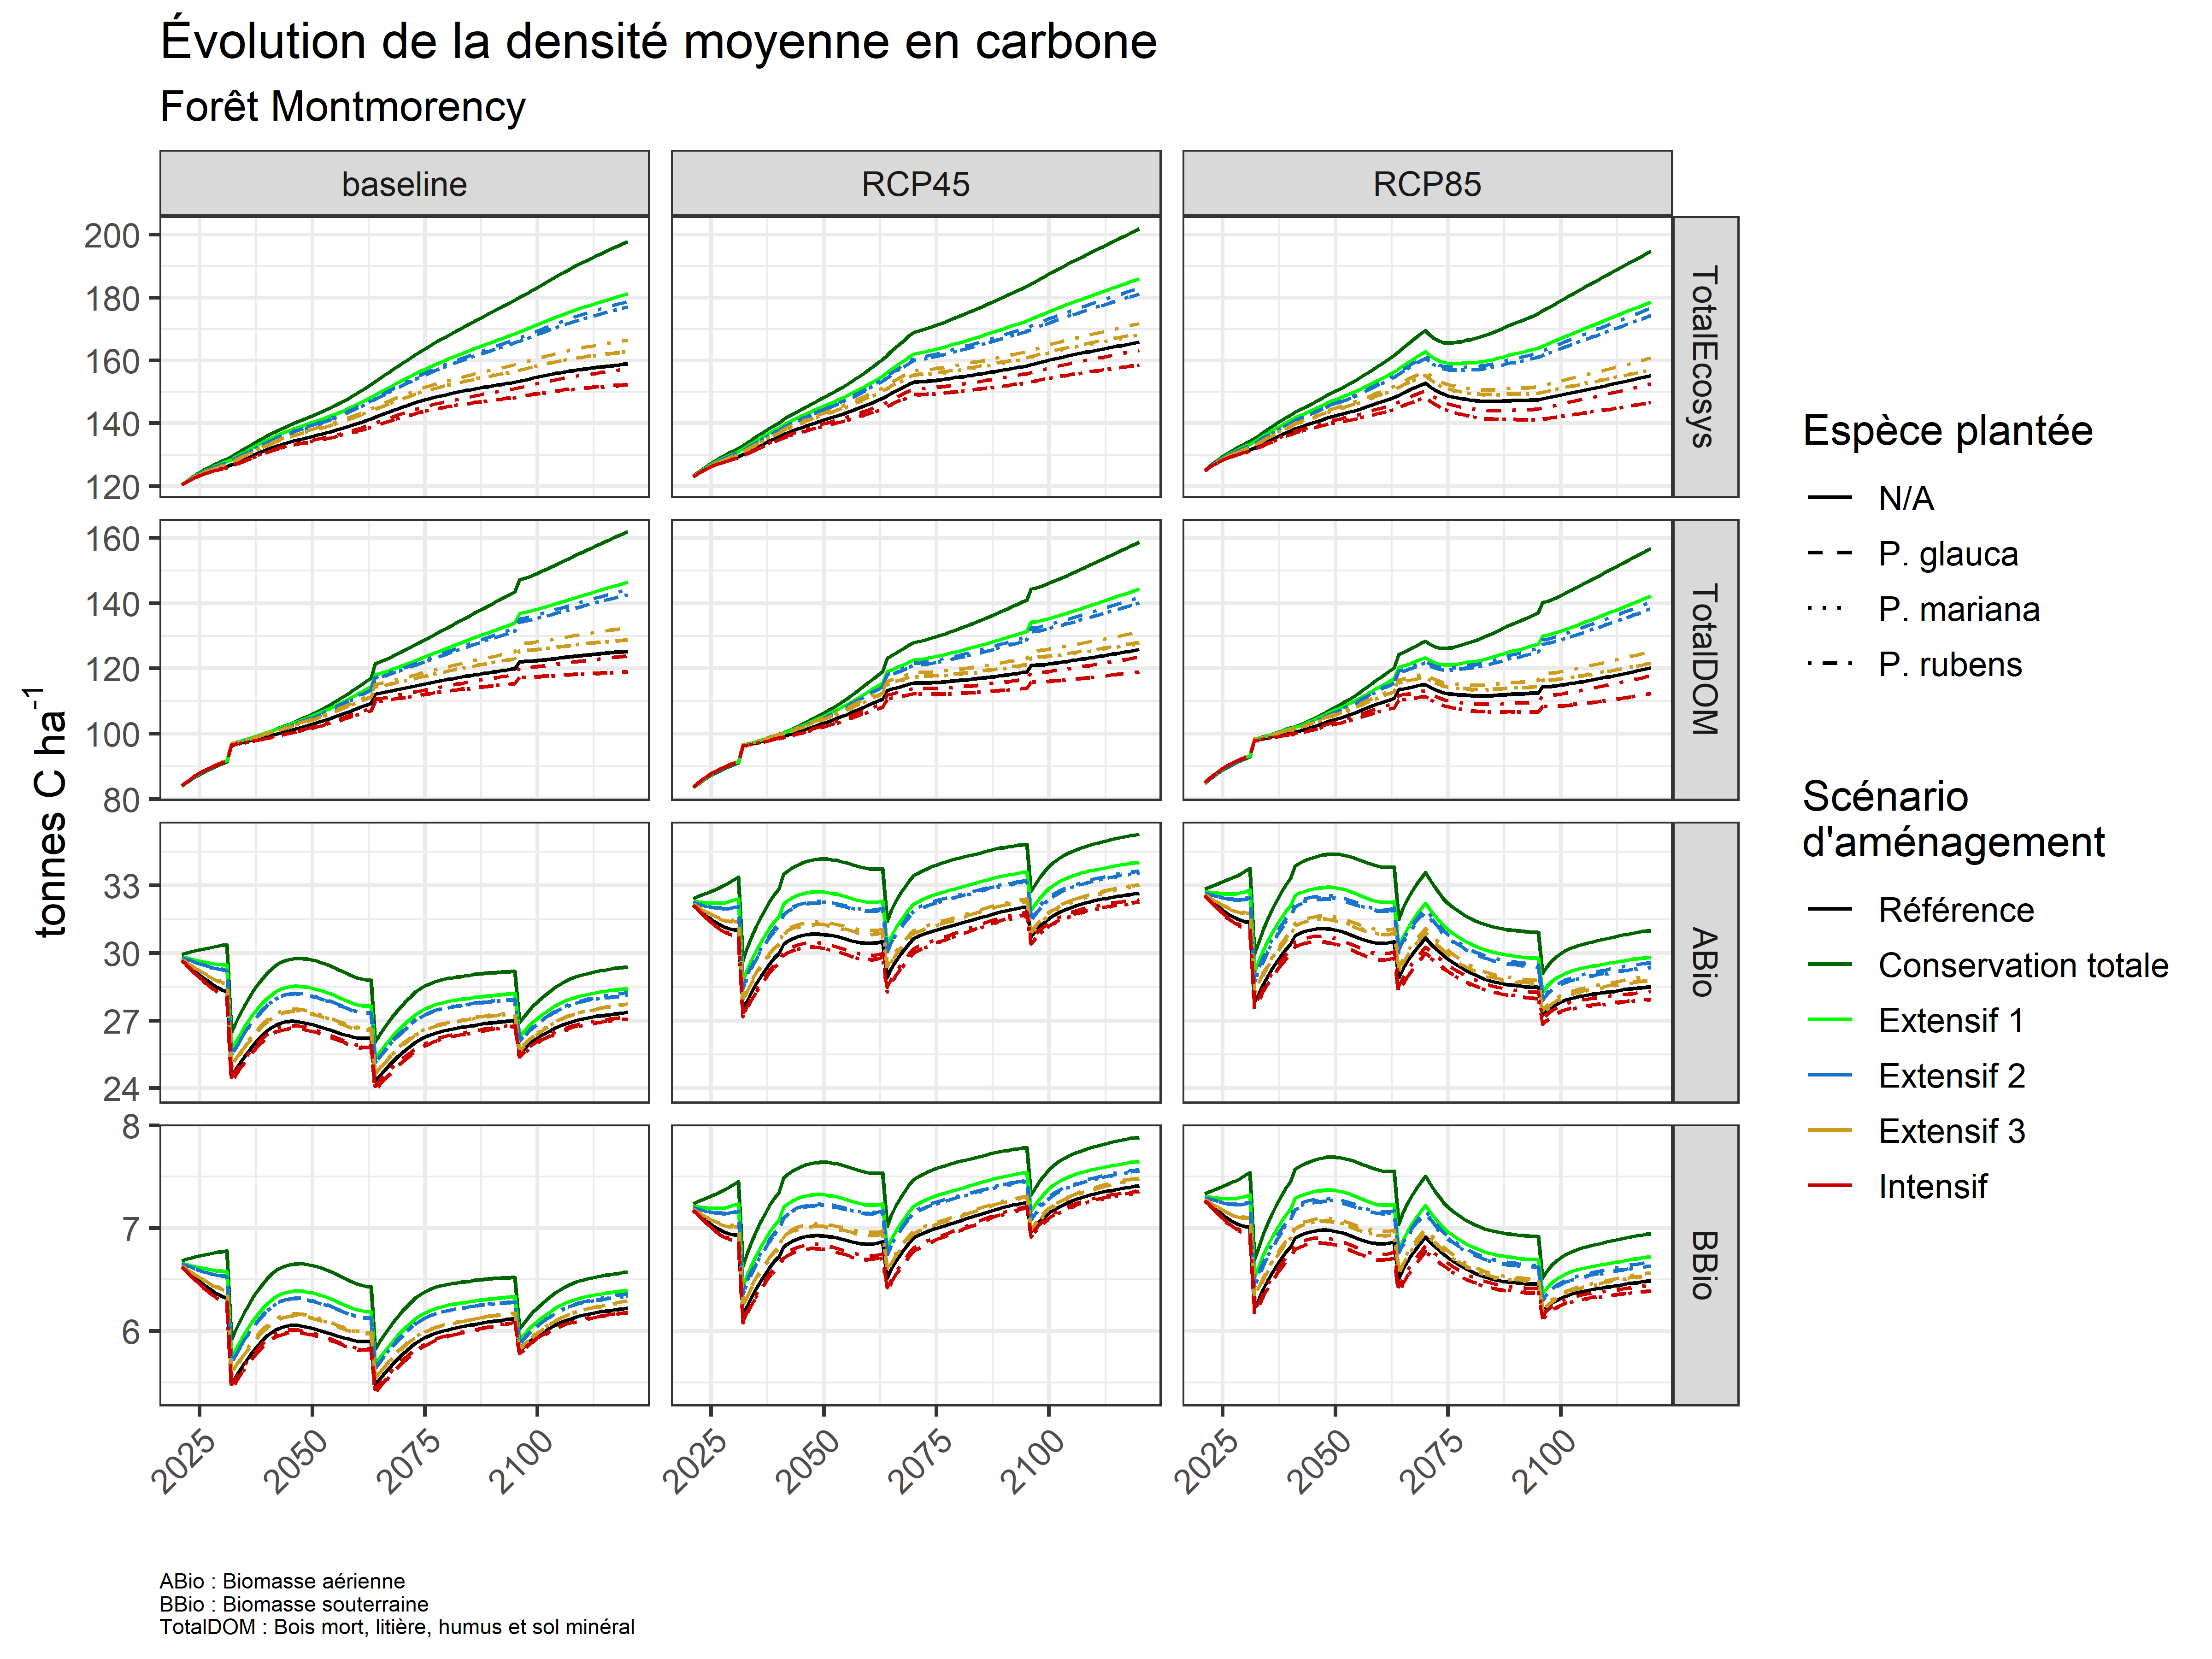 Évolution de la densité moyenne en carbone
Forêt Montmorency
baseline
RCP45
RCP85
200
180
160
140
120
TotalEcosys
160
140
120
100
80
TotalDOM
33
30
27
24
ABio
8
7
6
BBio
tonnes C ha-1
2025
2050
2075
2100
2025
2050
2075
2100
2025
2050
2075
2100
Espèce plantée
N/A
P. glauca
P. mariana
P. rubens
Scénario
d'aménagement
Référence
Conservation totale
Extensif 1
Extensif 2
Extensif 3
Intensif
ABio : Biomasse aérienne
BBio : Biomasse souterraine
TotalDOM : Bois mort, litière, humus et sol minéral